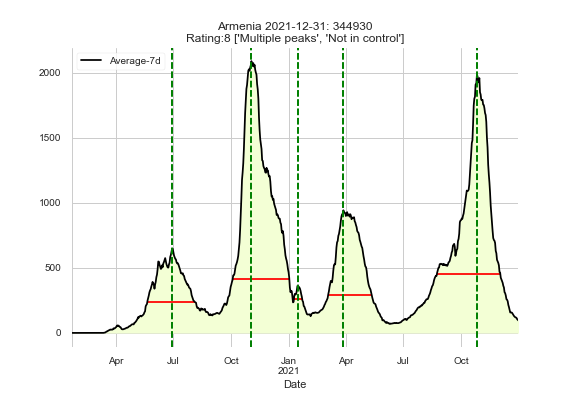 Armenia 2021-12-31: 344930
Rating:8 ['Multiple peaks', 'Not in control']
Average-7d
2000
1500
1000
500
0
Apr Jul Oct Jan Apr Jul Oct
2021
Date